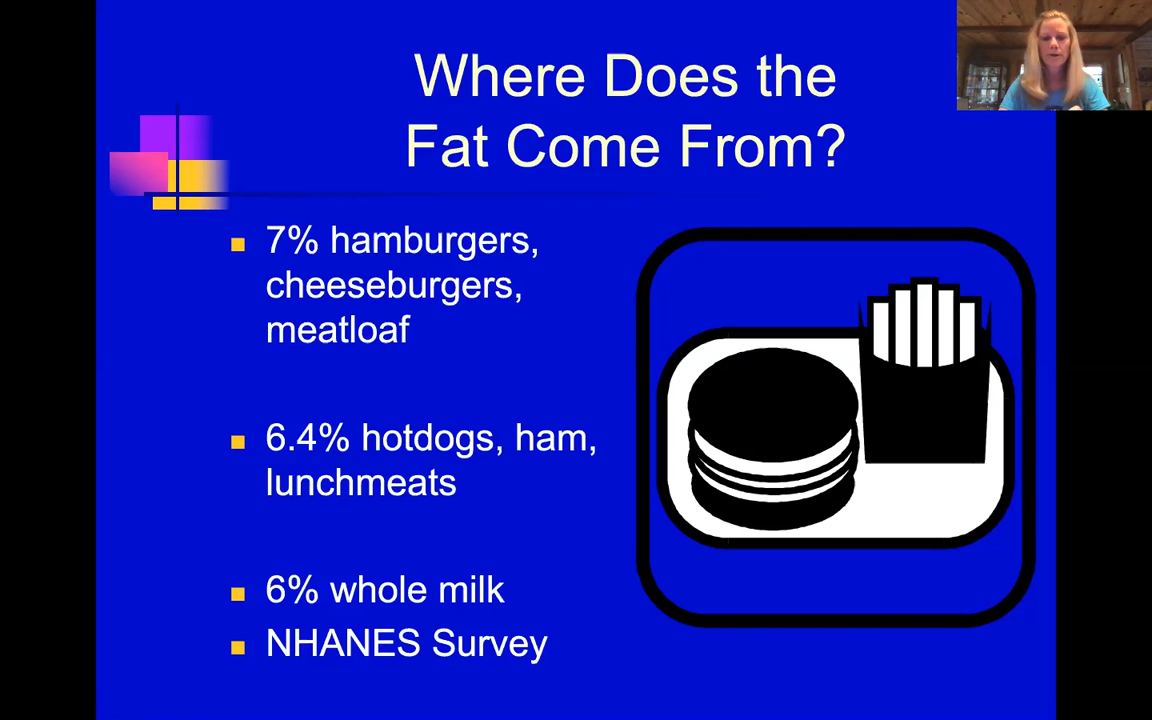 Where Does the
Fat Come From?
7% hamburgers,
cheeseburgers,
meatloaf
6.4% hotdogs, ham,
lunchmeats
6% whole milk
NHANES Survey